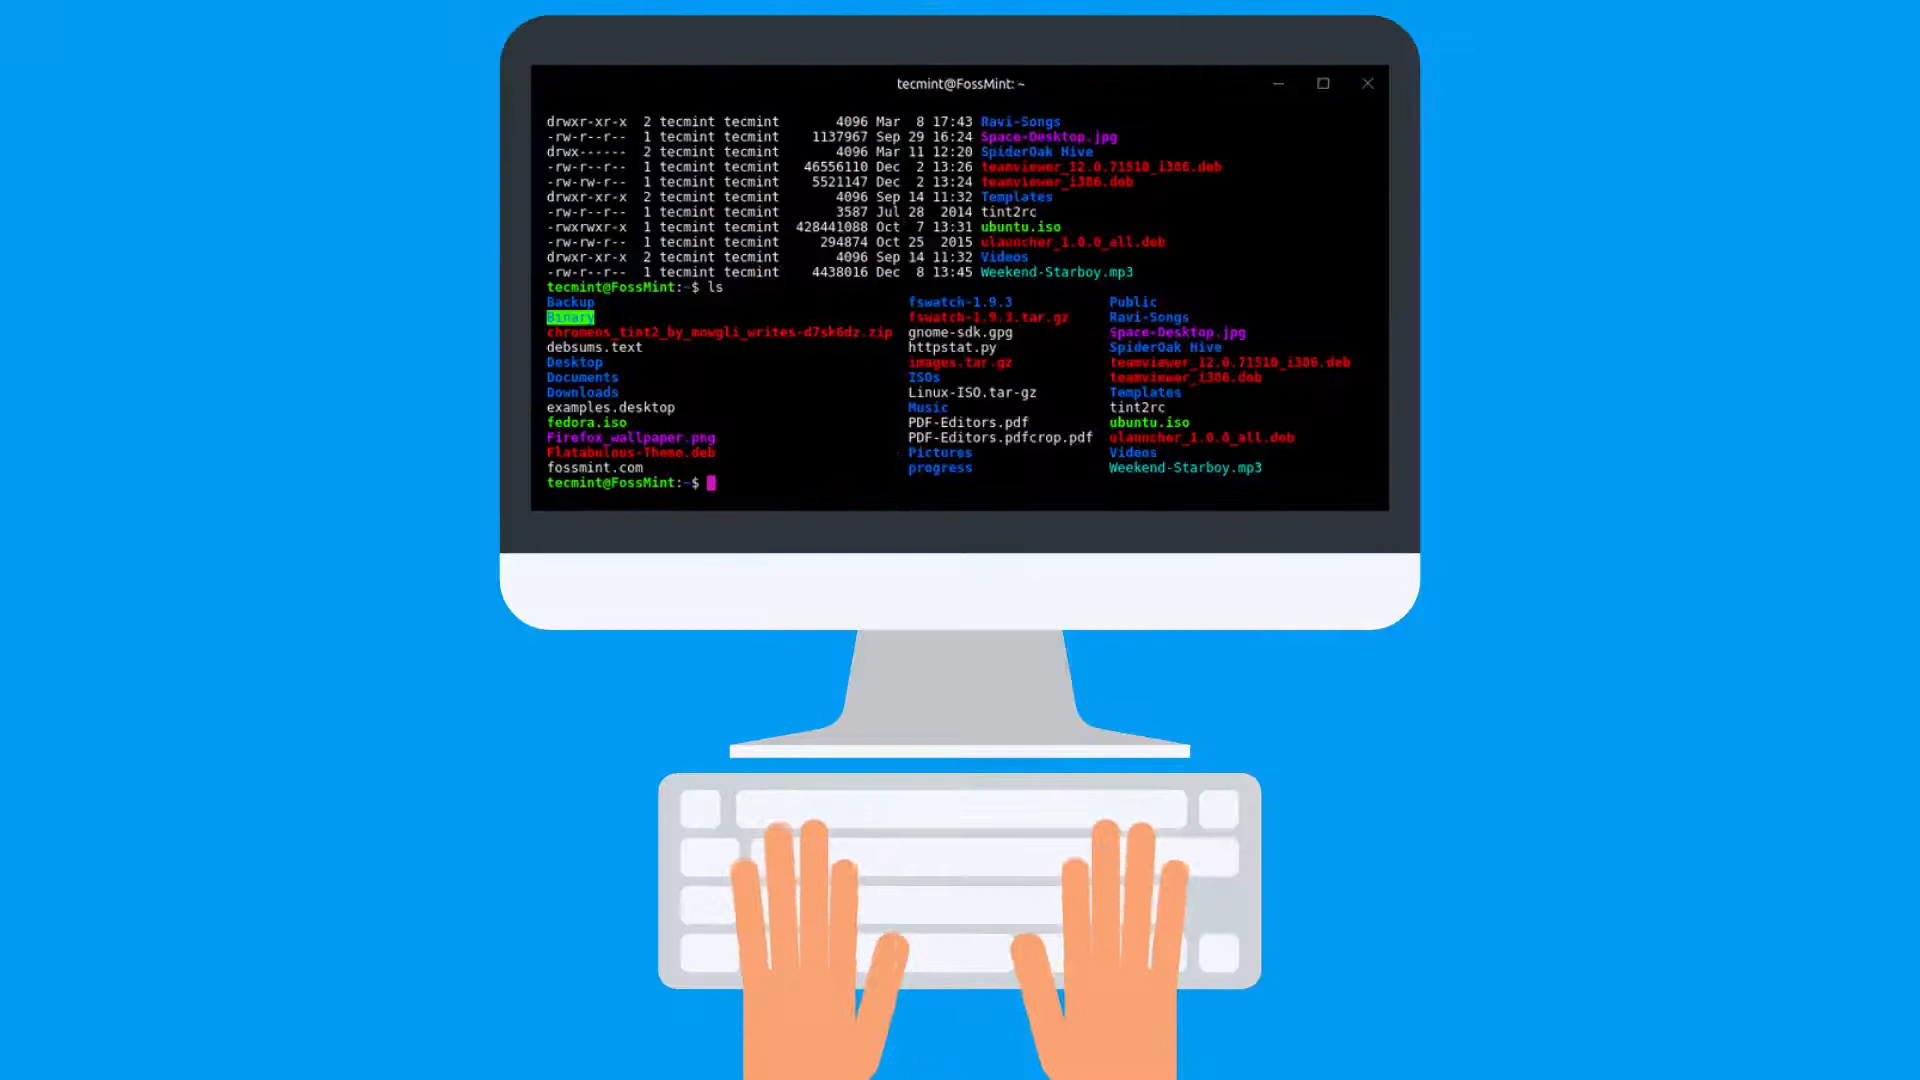 tecmint@FossMint: ~
drwxr-xr-x  2 tecmint tecmint      4096 Mar  8 17:43 Ravi-Songs
-rw-r--r--  1 tecmint tecmint   1137967 Sep 29 16:24 Space-Desktop.jpg
drwx------  2 tecmint tecmint      4096 Mar 11 12:20 SpiderOak Hive
-rw-r--r--  1 tecmint tecmint  46556110 Dec  2 13:26 teamviewer_12.0.71510_i386.deb
-rw-rw-r--  1 tecmint tecmint   5521147 Dec  2 13:24 teamviewer_i386.deb
drwxr-xr-x  2 tecmint tecmint      4096 Sep 14 11:32 Templates
-rw-r--r--  1 tecmint tecmint      3587 Jul 28  2014 tint2rc
-rwxrwxr-x  1 tecmint tecmint 428441088 Oct  7 13:31 ubuntu.iso
-rw-rw-r--  1 tecmint tecmint    294874 Oct 25  2015 ulauncher_1.0.6_all.deb
drwxr-xr-x  2 tecmint tecmint      4096 Sep 14 11:32 Videos
-rw-r--r--  1 tecmint tecmint   4438016 Dec  8 13:45 Weekend-Starboy.mp3
tecmint@FossMint:~$ ls
Backup fswatch-1.9.3 Public
Binary fswatch-1.9.3.tar.gz Ravi-Songs
chromens_tint2_by_mowgli_writes-d7sk6dz.zip gnome-sdk.gpg Space-Desktop.jpg
debsums.text httpstat.py SpiderOak Hive
Desktop images.tar.gz teamviewer_12.0.71510_i386.deb
Documents ISOs teamviewer_i386.deb
Downloads Linux-ISO.tar-gz Templates
examples.desktop Music tint2rc
fedora.iso PDF-Editors.pdf ubuntu.iso
Firefox_wallpaper.png PDF-Editors.pdfcrop.pdf ulauncher_1.0.6_all.deb
Flatabulous-Theme.deb Pictures Videos
fossmint.com progress Weekend-Starboy.mp3
tecmint@FossMint:~$